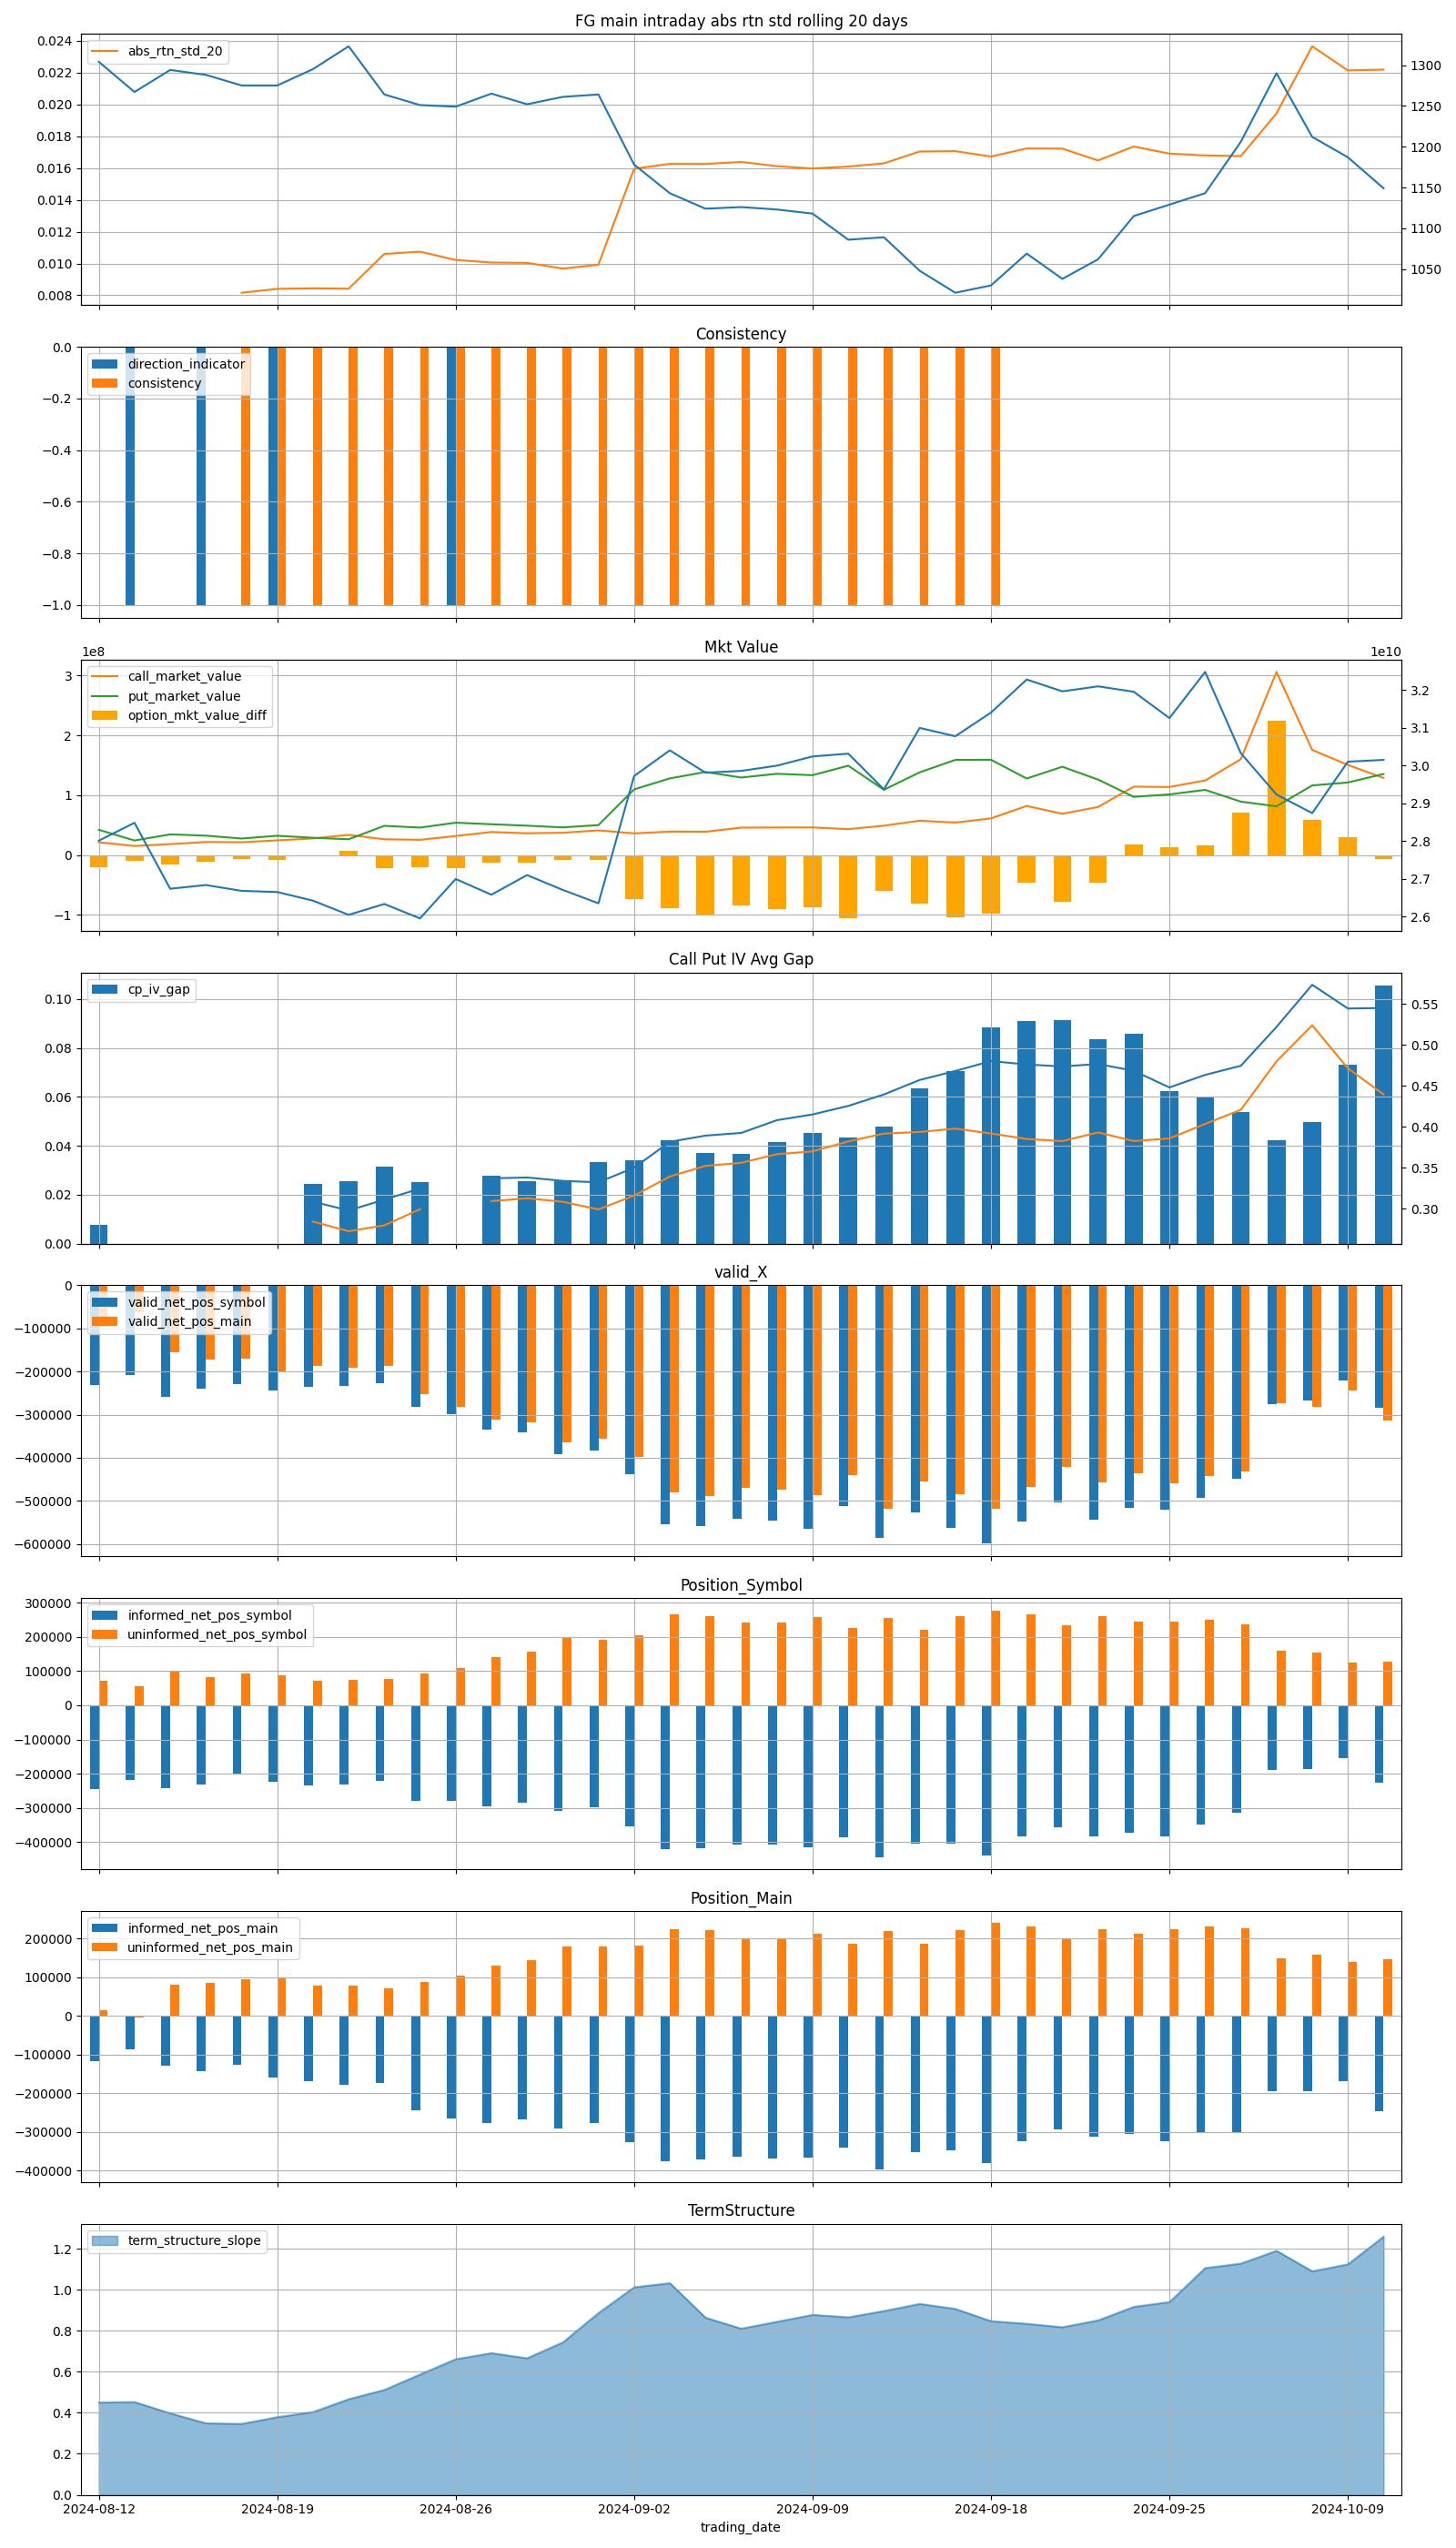 FG main intraday abs rtn std rolling 20 days
abs_rtn_std_20
0.024
0.022
0.020
0.018
0.016
0.014
0.012
0.010
0.008
1300
1250
1200
1150
1100
1050
Consistency
direction_indicator
consistency
0.0
−0.2
−0.4
−0.6
−0.8
−1.0
Mkt Value
1e8
1e10
call_market_value
put_market_value
option_mkt_value_diff
3
2
1
0
−1
3.2
3.1
3.0
2.9
2.8
2.7
2.6
Call Put IV Avg Gap
cp_iv_gap
0.10
0.08
0.06
0.04
0.02
0.00
0.55
0.50
0.45
0.40
0.35
0.30
valid_X
valid_net_pos_symbol
valid_net_pos_main
0
−100000
−200000
−300000
−400000
−500000
−600000
Position_Symbol
informed_net_pos_symbol
uninformed_net_pos_symbol
300000
200000
100000
0
−100000
−200000
−300000
−400000
Position_Main
informed_net_pos_main
uninformed_net_pos_main
200000
100000
0
−100000
−200000
−300000
−400000
TermStructure
term_structure_slope
1.2
1.0
0.8
0.6
0.4
0.2
0.0
2024-08-12 2024-08-19 2024-08-26 2024-09-02 2024-09-09 2024-09-18 2024-09-25 2024-10-09
trading_date